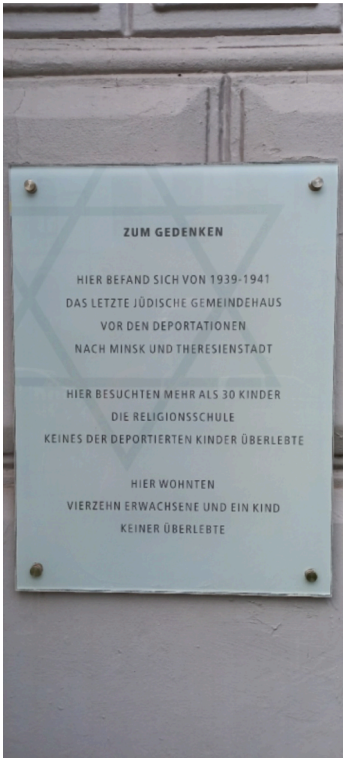 ZUM GEDENKEN
HIER BEFAND SICH VON 1939-1941
DAS LETZTE JÜDISCHE GEMEINDEHAUS
VOR DEN DEPORTATIONEN
NACH MINSK UND THERESIENSTADT
HIER BESUCHTEN MEHR ALS 30 KINDER
DIE RELIGIONSSCHULE
KEINES DER DEPORTIERTEN KINDER ÜBERLEBTE
HIER WOHNTEN
VIERZEHN ERWACHSENE UND EIN KIND
KEINER ÜBERLEBTE